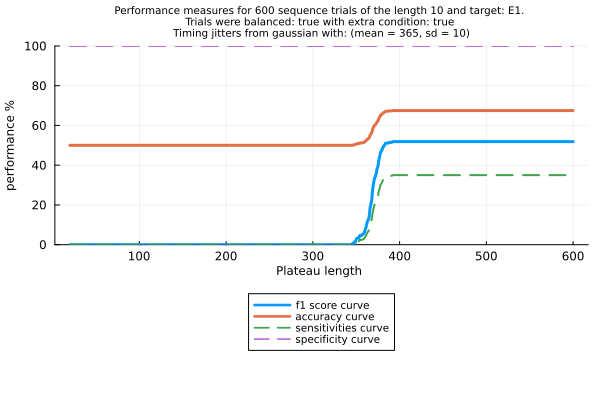 Performance measures for 600 sequence trials of the length 10 and target: E1.
Trials were balanced: true with extra condition: true
Timing jitters from gaussian with: (mean = 365, sd = 10)
100
80
60
40
20
0
performance %
100 200 300 400 500 600
Plateau length
f1 score curve
accuracy curve
sensitivities curve
specificity curve